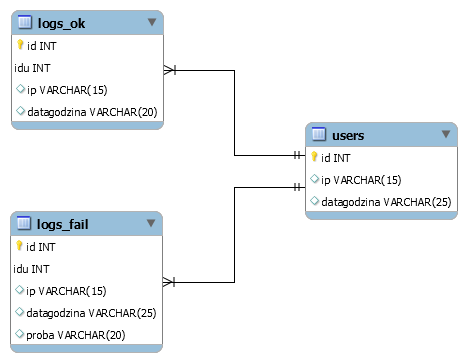 logs_ok
id INT
idu INT
ip VARCHAR(15)
datagodzina VARCHAR(20)
users
id INT
ip VARCHAR(15)
datagodzina VARCHAR(25)
logs_fail
id INT
idu INT
ip VARCHAR(15)
datagodzina VARCHAR(25)
proba VARCHAR(20)